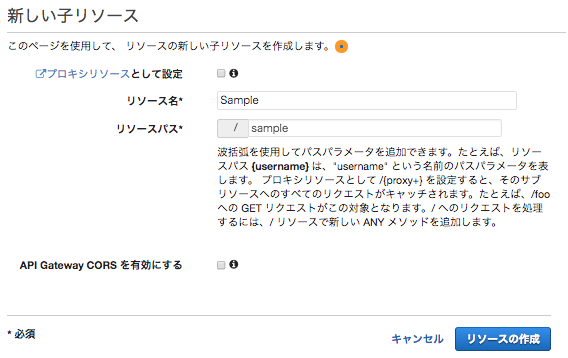 新しい子リソース
このページを使用して、 リソースの新しい子リソースを作成します。
プロキシリソースとして設定
リソース名* Sample
リソースパス* / sample
波括弧を使用してパスパラメータを追加できます。たとえば、リソー
スパス {username} は、"username" という名前のパスパラメータを表
します。 プロキシリソースとして /{proxy+} を設定すると、そのサブ
リソースへのすべてのリクエストがキャッチされます。たとえば、/foo
への GET リクエストがこの対象となります。/ へのリクエストを処理
するには、/ リソースで新しい ANY メソッドを追加します。
API Gateway CORS を有効にする
* 必須
キャンセル リソースの作成